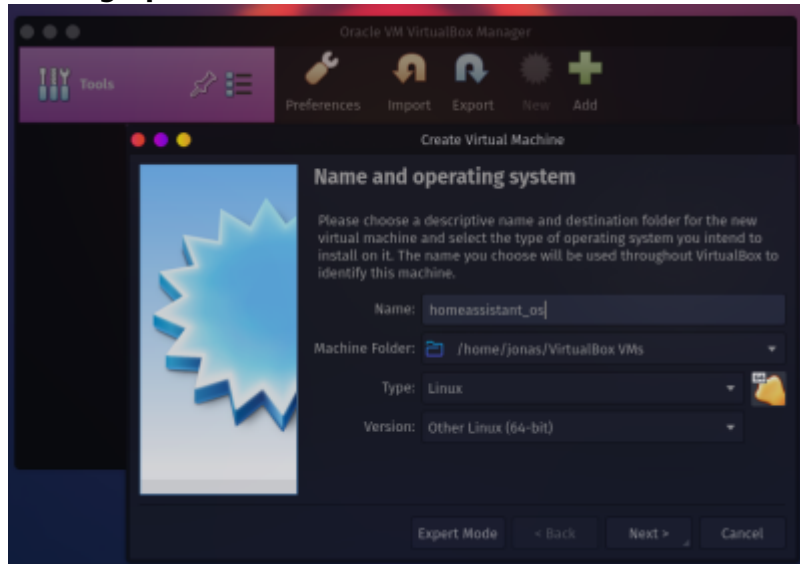 Oracle VM VirtualBox Manager
Tools
Preferences Import Export New Add
Create Virtual Machine
Name and operating system
Please choose a descriptive name and destination folder for the new
virtual machine and select the type of operating system you intend to
install on it. The name you choose will be used throughout VirtualBox to
identify this machine.
Name: homeassistant_os
Machine Folder: /home/jonas/VirtualBox VMs
Type: Linux
64
Version: Other Linux (64-bit)
Expert Mode < Back Next > Cancel